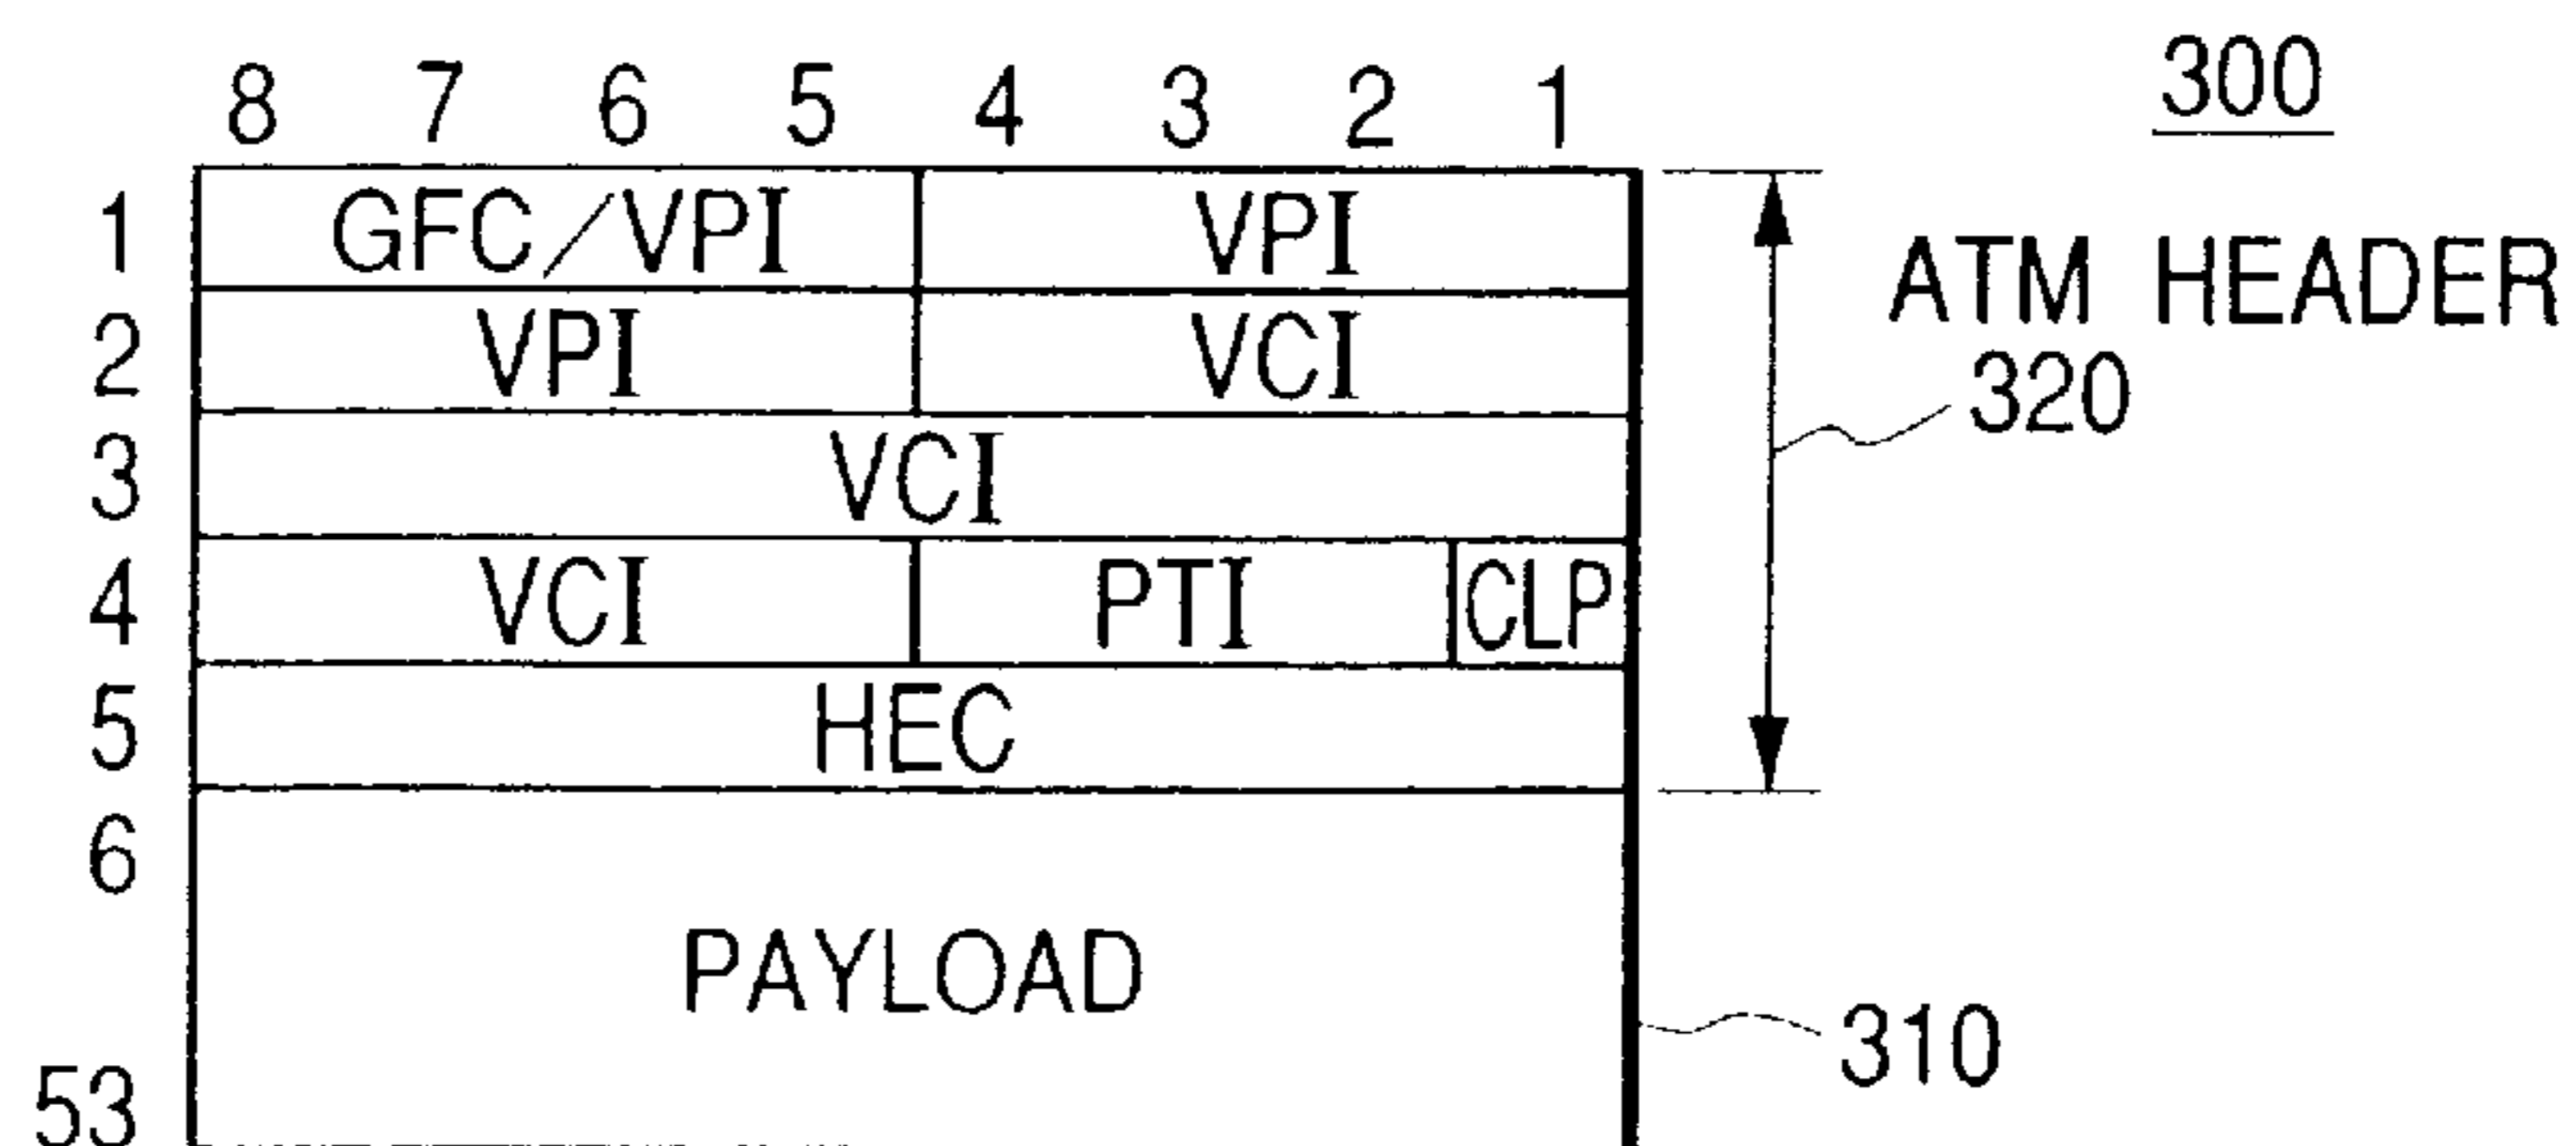 300
8 7 6 5 4 3 2 1
1 GFC/VPI VPI
2 VPI VCI
3 VCI
4 VCI PTI CLP
5 HEC
ATM HEADER
320
6
PAYLOAD
310
53